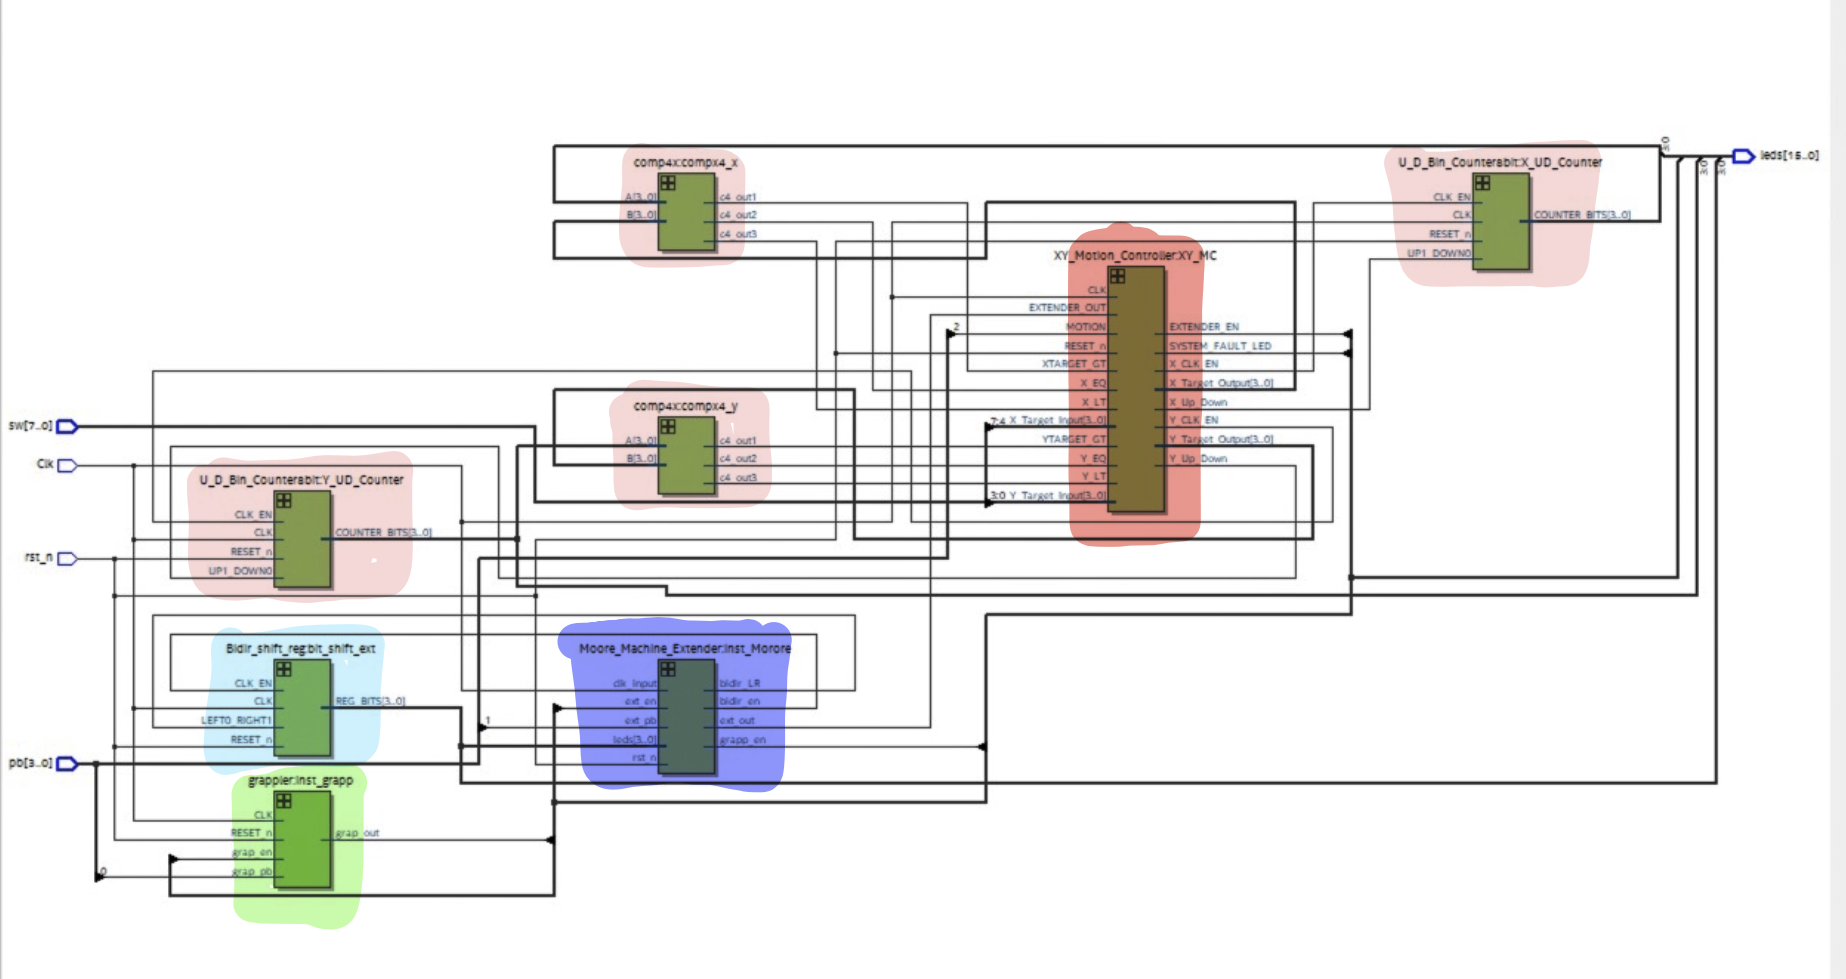 3:0
leds[15..0]
3:0
3:0
comp4x:compx4_x
A[3..0]
B[3..0]
c4_out1
c4_out2
c4_out3
U_D_Bin_Counter8bit:X_UD_Counter
CLK_EN
CLK
RESET_n
UP1_DOWN0
COUNTER_BITS[3..0]
XY_Motion_Controller:XY_MC
CLK
EXTENDER_OUT
2
MOTION
RESET_n
XTARGET_GT
X_EQ
X_LT
7:4 X_Target_Input[3..0]
YTARGET_GT
Y_EQ
Y_LT
3:0 Y_Target_Input[3..0]
EXTENDER_EN
SYSTEM_FAULT_LED
X_CLK_EN
X_Target_Output[3..0]
X_Up_Down
Y_CLK_EN
Y_Target_Output[3..0]
Y_Up_Down
comp4x:compx4_y
A[3..0]
B[3..0]
c4_out1
c4_out2
c4_out3
sw[7..0]
Clk
rst_n
pb[3..0]
U_D_Bin_Counter8bit:Y_UD_Counter
CLK_EN
CLK
RESET_n
UP1_DOWN0
COUNTER_BITS[3..0]
Bidir_shift_reg:bit_shift_ext
CLK_EN
CLK
LEFT0_RIGHT1
RESET_n
REG_BITS[3..0]
Moore_Machine_Extender:inst_Morore
clk_input
ext_en
1
ext_pb
leds[3..0]
rst_n
bidir_LR
bidir_en
ext_out
grapp_en
grappler:inst_grapp
CLK
RESET_n
grap_en
0
grap_pb
grap_out